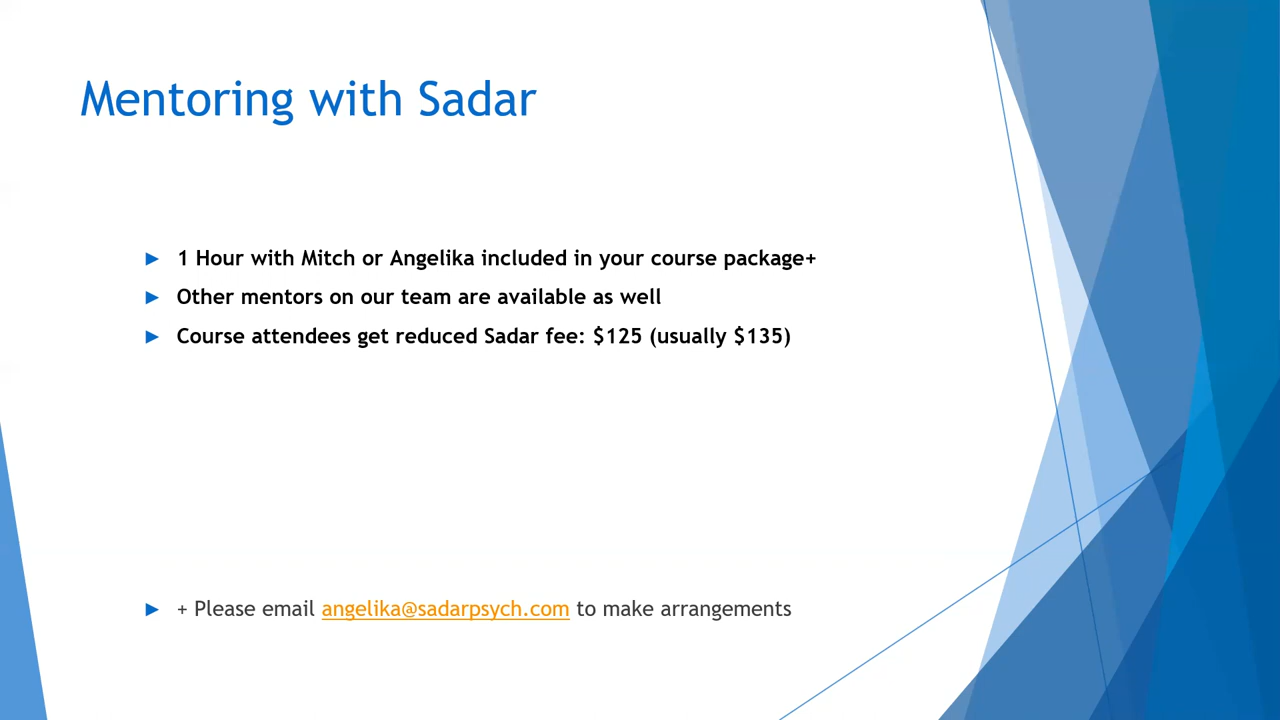 Mentoring with Sadar
► 1 Hour with Mitch or Angelika included in your course package+
► Other mentors on our team are available as well
► Course attendees get reduced Sadar fee: $125 (usually $135)
► + Please email angelika@sadarpsych.com to make arrangements